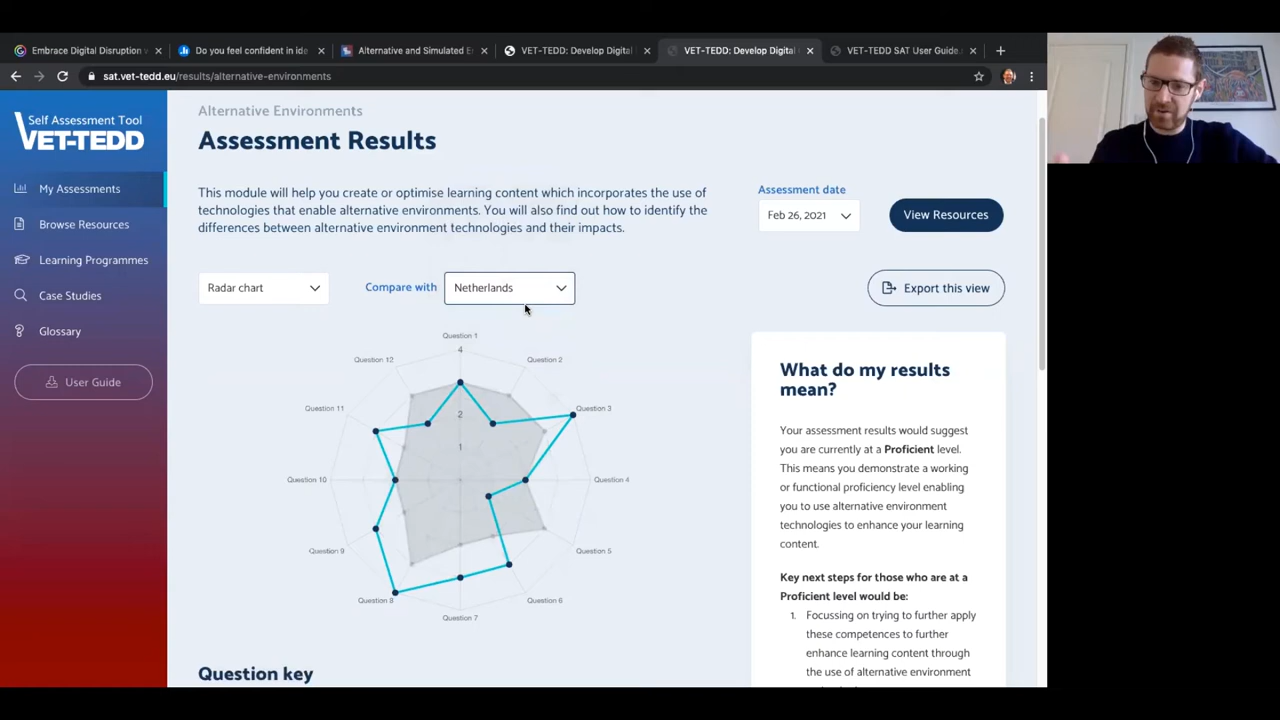 Embrace Digital Disruption v
Do you feel confident in ide
Alternative and Simulated E
VET-TEDD: Develop Digital
VET-TEDD: Develop Digital
VET-TEDD SAT User Guide.
sat.vet-tedd.eu/results/alternative-environments
Self Assessment Tool
VET-TEDD
My Assessments
Browse Resources
Learning Programmes
Case Studies
Glossary
User Guide
Alternative Environments
Assessment Results
This module will help you create or optimise learning content which incorporates the use of
technologies that enable alternative environments. You will also find out how to identify the
differences between alternative environment technologies and their impacts.
Assessment date
Feb 26, 2021
View Resources
Radar chart
Compare with
Netherlands
Export this view
Question 1
4
Question 12
Question 2
Question 11
2
Question 3
1
Question 10
Question 4
Question 9
Question 5
Question 8
Question 6
Question 7
What do my results
mean?
Your assessment results would suggest
you are currently at a Proficient level.
This means you demonstrate a working
or functional proficiency level enabling
you to use alternative environment
technologies to enhance your learning
content.
Key next steps for those who are at a
Proficient level would be:
1. Focussing on trying to further apply
these competences to further
enhance learning content through
the use of alternative environment
Question key